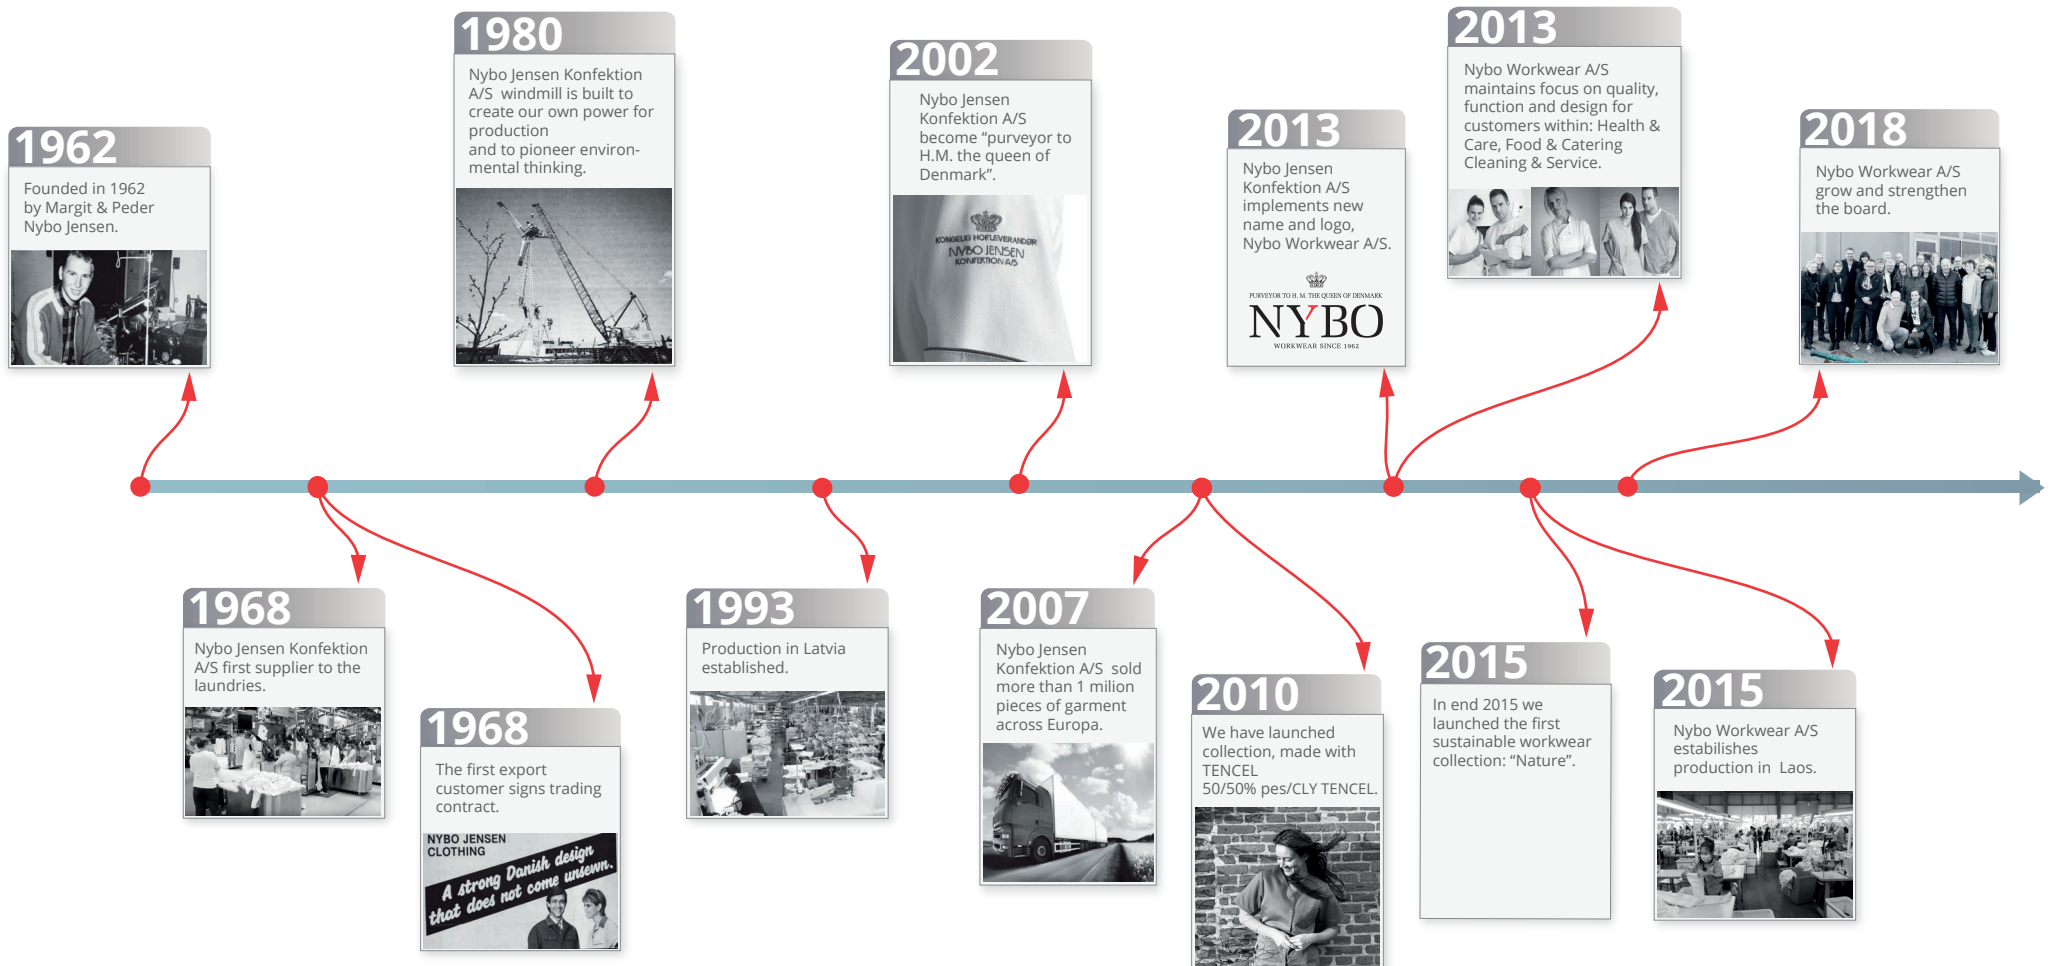 1962
Founded in 1962
by Margit & Peder
Nybo Jensen.
1980
Nybo Jensen Konfektion
A/S windmill is built to
create our own power for
production
and to pioneer environ-
mental thinking.
2002
Nybo Jensen
Konfektion A/S
become “purveyor to
H.M. the queen of
Denmark”.
KONGELIG HOFLEVERANDØR
NYBO JENSEN
KONFEKTION A/S
2013
Nybo Jensen
Konfektion A/S
implements new
name and logo,
Nybo Workwear A/S.
PURVEYOR TO H. M. THE QUEEN OF DENMARK
NYBO
WORKWEAR SINCE 1962
2013
Nybo Workwear A/S
maintains focus on quality,
function and design for
customers within: Health &
Care, Food & Catering
Cleaning & Service.
2018
Nybo Workwear A/S
grow and strengthen
the board.
1968
Nybo Jensen Konfektion
A/S first supplier to the
laundries.
1968
The first export
customer signs trading
contract.
NYBO JENSEN
CLOTHING
A strong Danish design
that does not come unsewn.
1993
Production in Latvia
established.
2007
Nybo Jensen
Konfektion A/S sold
more than 1 milion
pieces of garment
across Europa.
2010
We have launched
collection, made with
TENCEL
50/50% pes/CLY TENCEL.
2015
In end 2015 we
launched the first
sustainable workwear
collection: “Nature”.
2015
Nybo Workwear A/S
estabilishes
production in Laos.